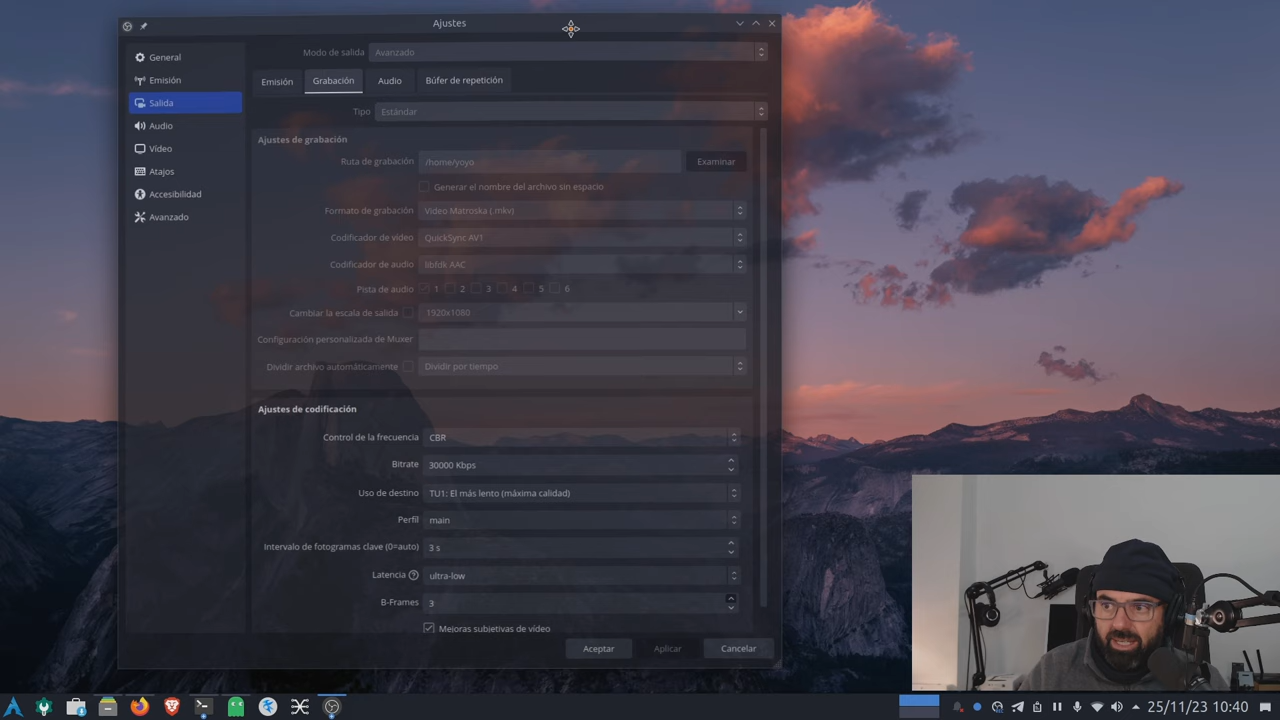 Ajustes
General
Emisión
Salida
Audio
Vídeo
Atajos
Accesibilidad
Avanzado
Modo de salida Avanzado
Emisión Grabación Audio Búfer de repetición
Tipo Estándar
Ajustes de grabación
Ruta de grabación /home/yoyo Examinar
Generar el nombre del archivo sin espacio
Formato de grabación Video Matroska (.mkv)
Codificador de vídeo QuickSync AV1
Codificador de audio libfdk AAC
Pista de audio 1 2 3 4 5 6
Cambiar la escala de salida 1920x1080
Configuración personalizada de Muxer
Dividir archivo automáticamente Dividir por tiempo
Ajustes de codificación
Control de la frecuencia CBR
Bitrate 30000 Kbps
Uso de destino TU1: El más lento (máxima calidad)
Perfil main
Intervalo de fotogramas clave (0=auto) 3 s
Latencia ultra-low
B-Frames 3
Mejoras subjetivas de vídeo
Aceptar Aplicar Cancelar
25/11/23 10:40